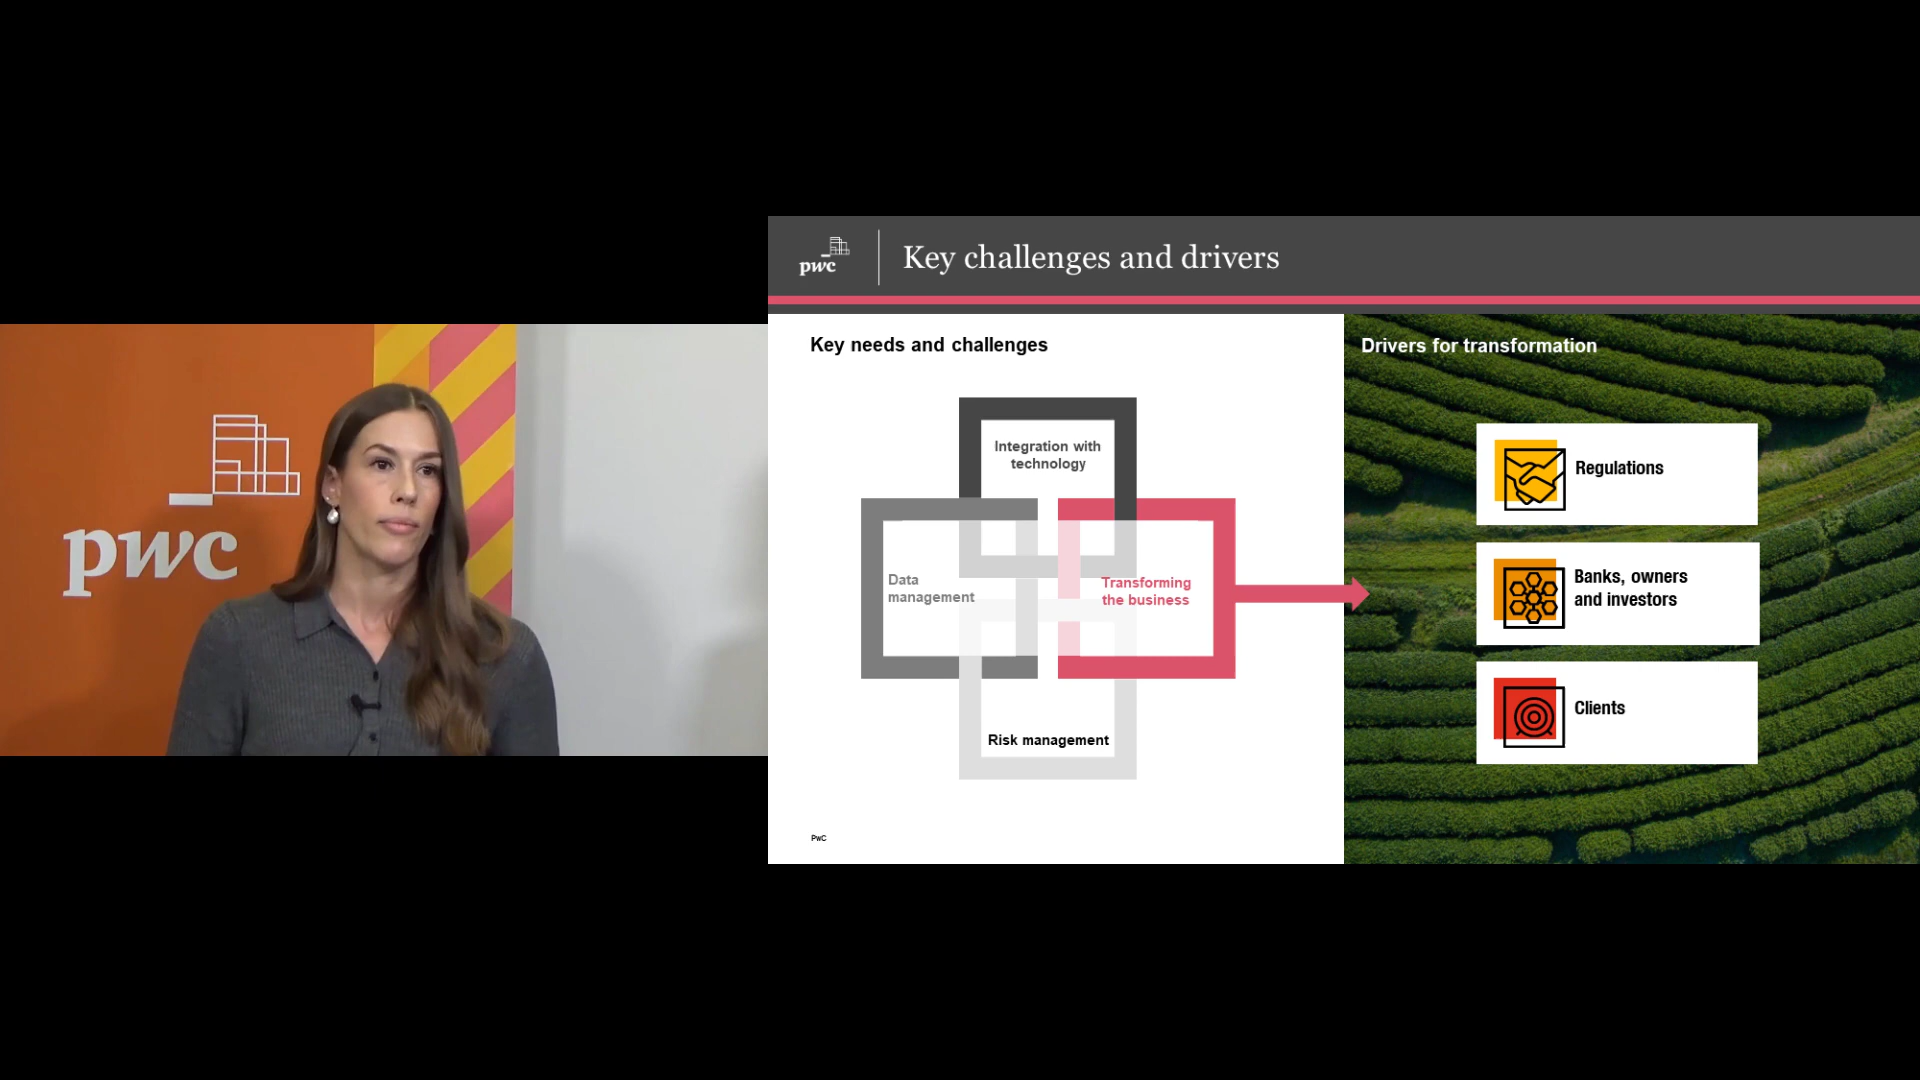 pwc
pwc
Key challenges and drivers
Key needs and challenges
Integration with
technology
Data
management
Transforming
the business
Risk management
PwC
Drivers for transformation
Regulations
Banks, owners
and investors
Clients